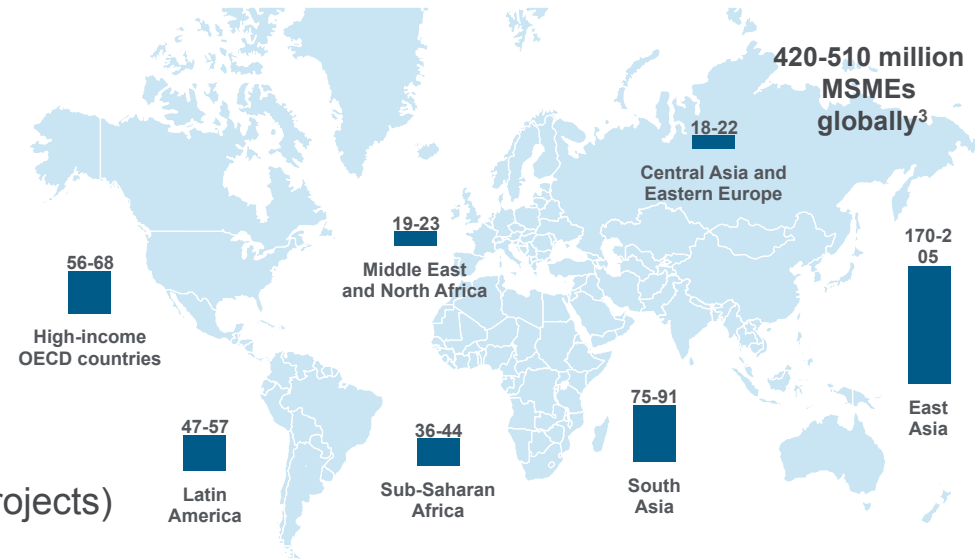 420-510 million
MSMEs
globally³
18-22
Central Asia and
Eastern Europe
19-23
Middle East
and North Africa
170-2
05
East
Asia
56-68
High-income
OECD countries
75-91
South
Asia
47-57
Latin
America
36-44
Sub-Saharan
Africa
rojects)